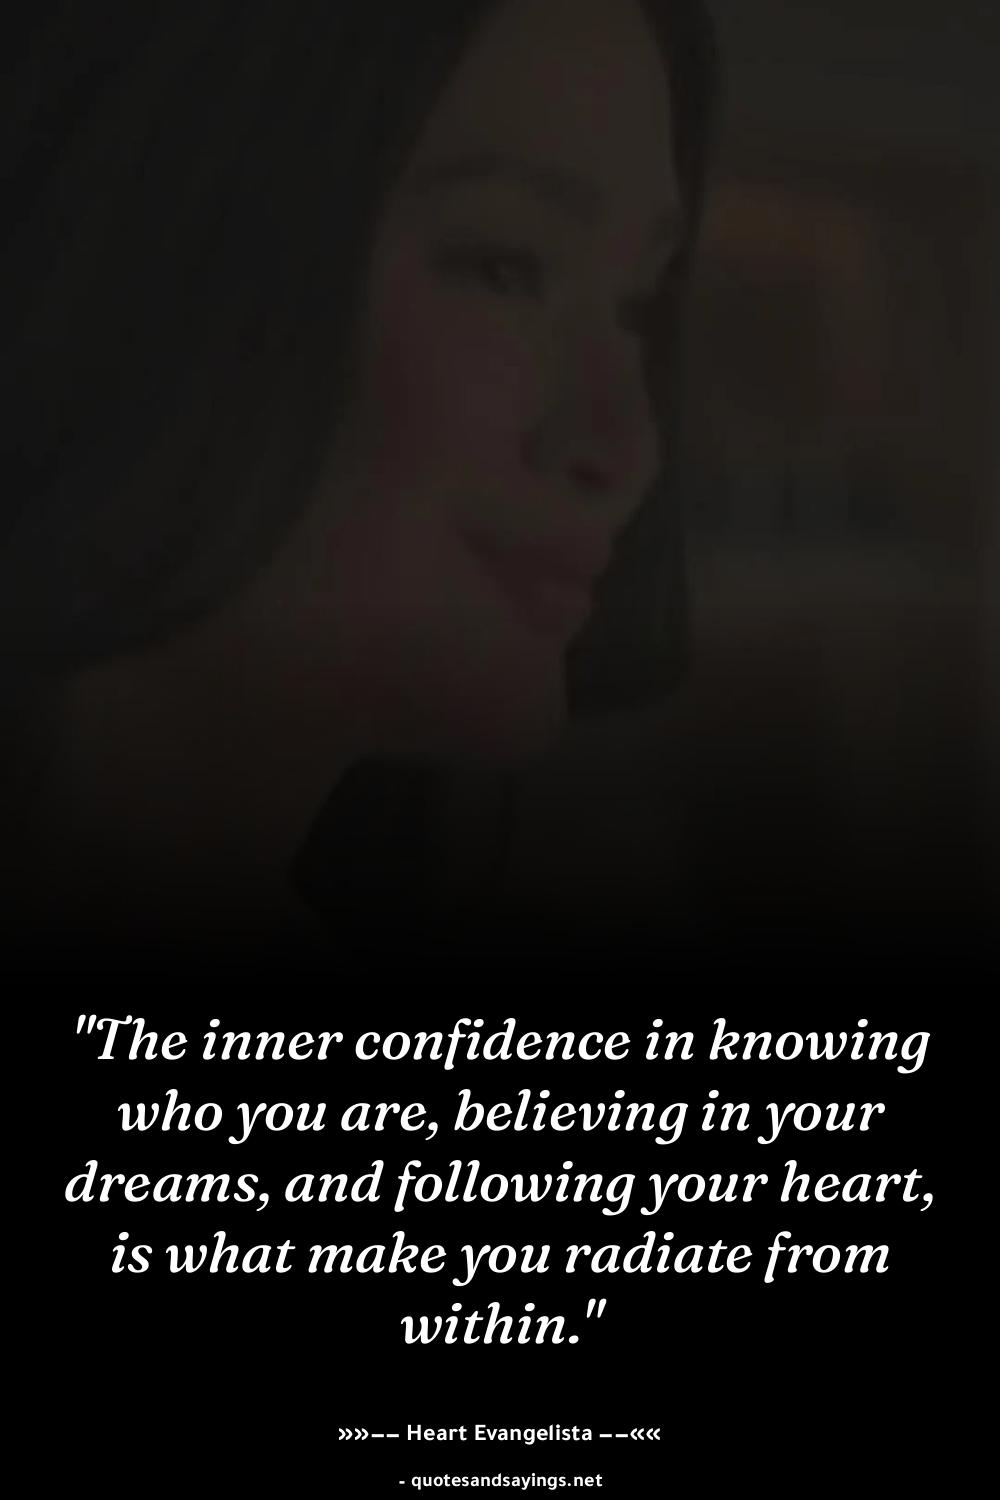 "The inner confidence in knowing
who you are, believing in your
dreams, and following your heart,
is what make you radiate from
within."
»»−− Heart Evangelista −−««
- quotesandsayings.net